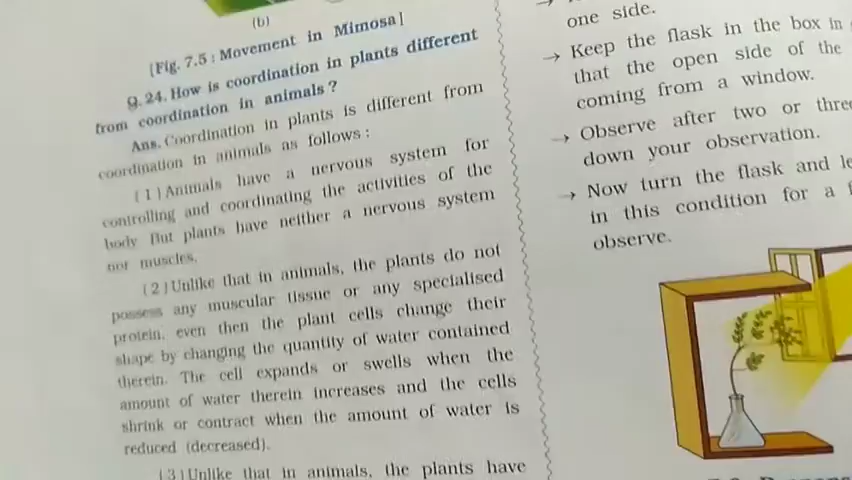 (b)
[Fig. 7.5 : Movement in Mimosa]
Q. 24. How is coordination in plants different
from coordination in animals ?
Ans. Coordination in plants is different from
coordination in animals as follows :
(1) Animals have a nervous system for
controlling and coordinating the activities of the
body But plants have neither a nervous system
nor muscles.
(2) Unlike that in animals, the plants do not
possess any muscular tissue or any specialised
protein, even then the plant cells change their
shape by changing the quantity of water contained
therein. The cell expands or swells when the
amount of water therein increases and the cells
shrink or contract when the amount of water is
reduced (decreased).
(3) Unlike that in animals, the plants have
one side.
→ Keep the flask in the box in
that the open side of the
coming from a window.
→ Observe after two or three
down your observation.
→ Now turn the flask and
in this condition for a
observe.